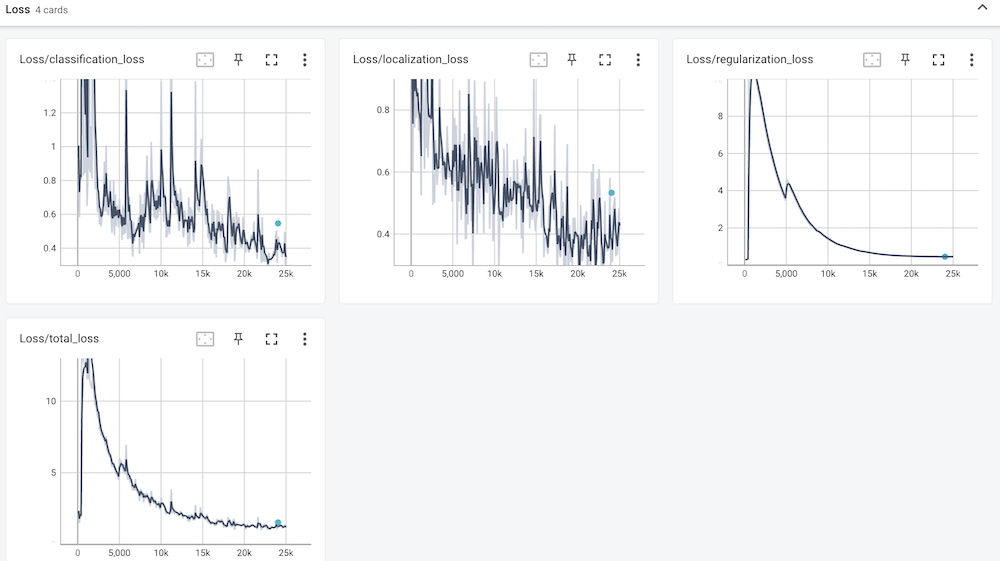 Loss 4 cards
Loss/classification_loss
1.2
1
0.8
0.6
0.4
0 5,000 10k 15k 20k 25k
Loss/localization_loss
0.8
0.6
0.4
0 5,000 10k 15k 20k 25k
Loss/regularization_loss
8
6
4
2
0 5,000 10k 15k 20k 25k
Loss/total_loss
10
5
0 5,000 10k 15k 20k 25k